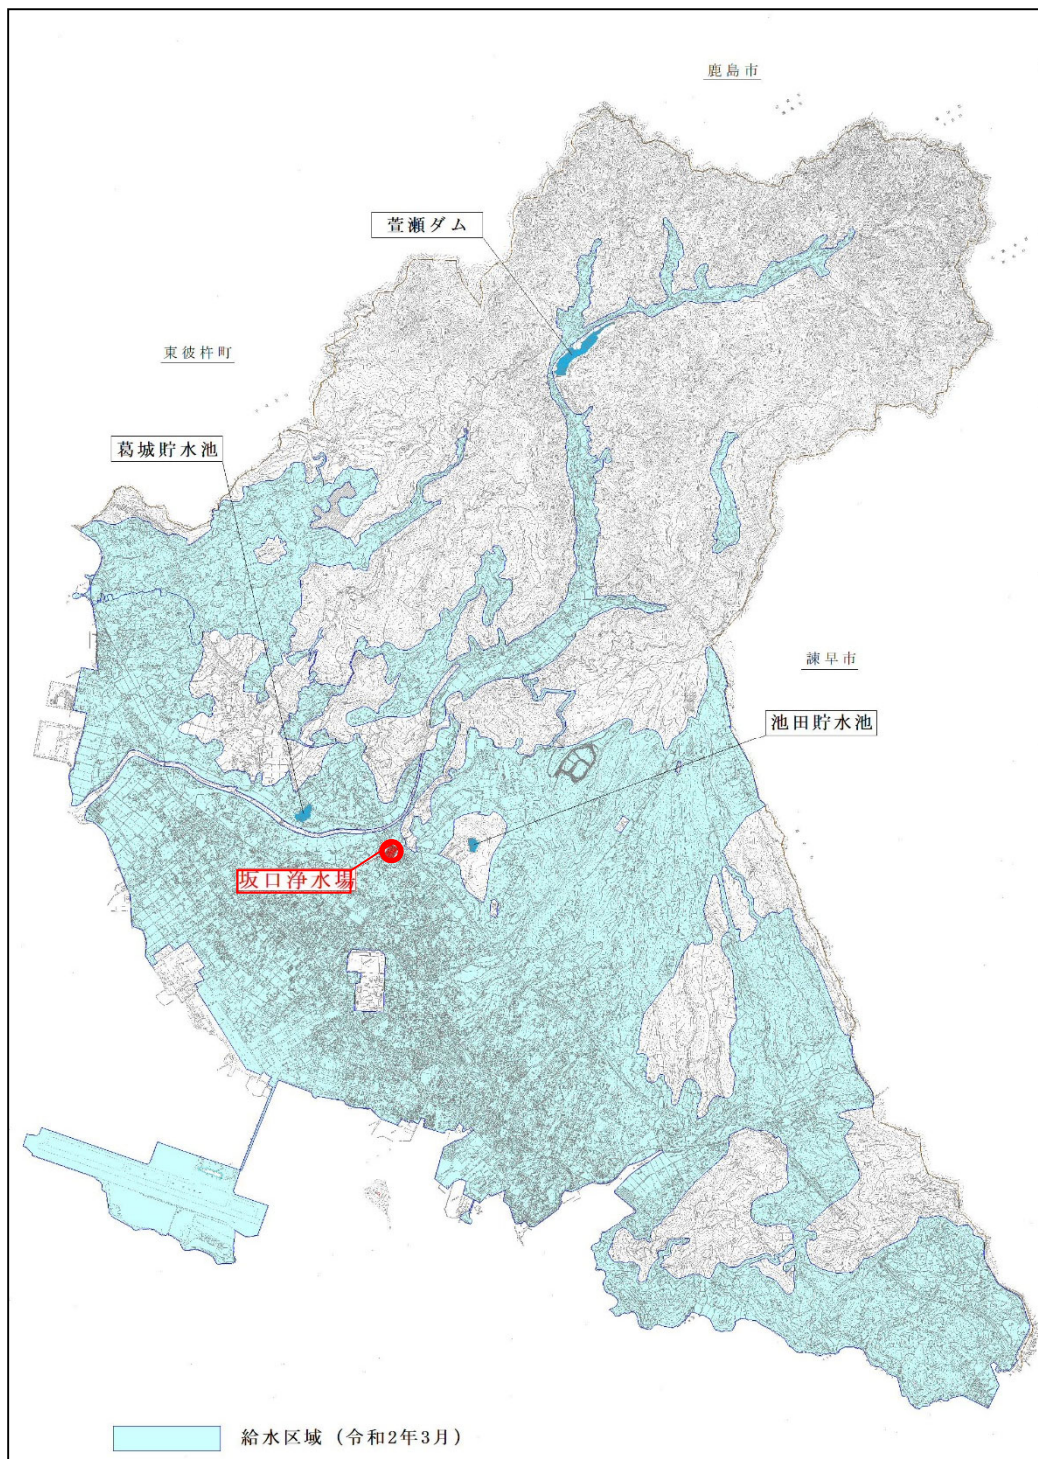 鹿島市
萱瀬ダム
東彼杵町
葛城貯水池
諫早市
池田貯水池
坂口浄水場
給水区域 (令和2年3月)